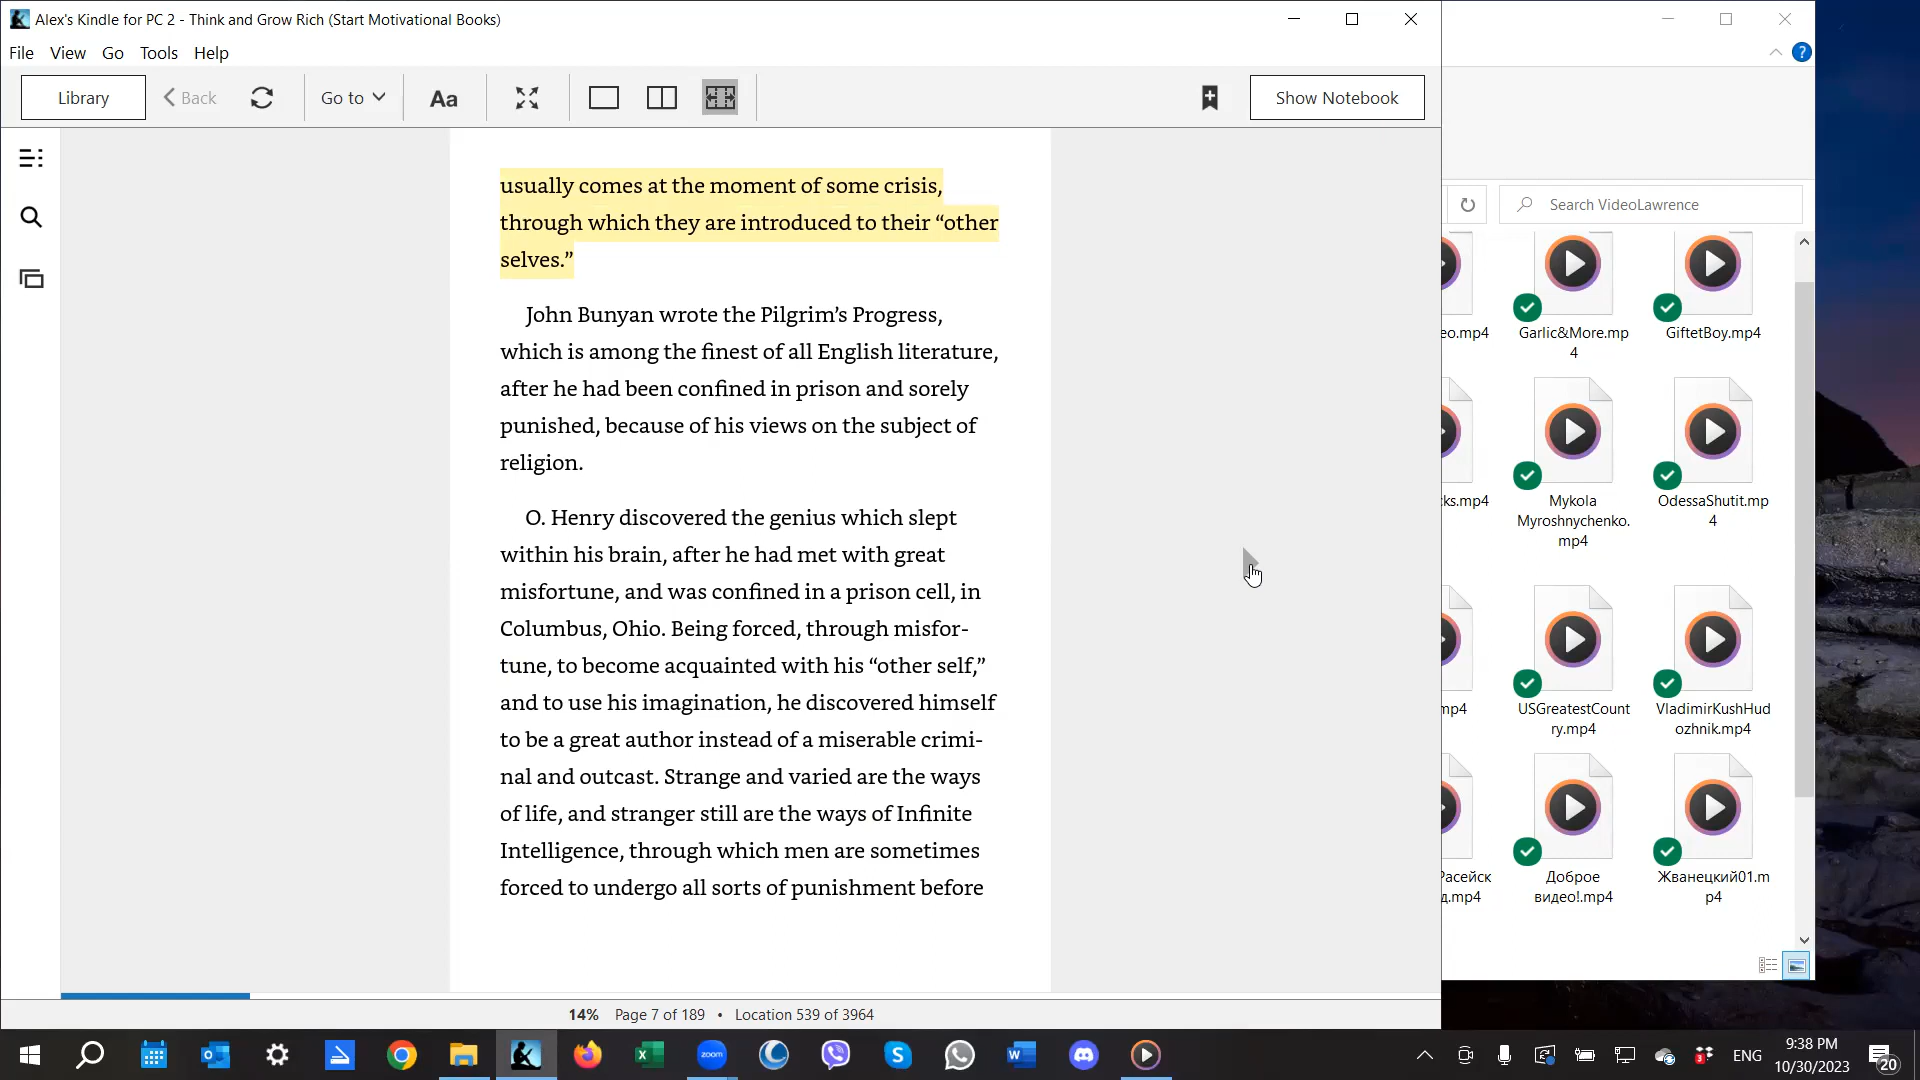 Alex's Kindle for PC 2 - Think and Grow Rich (Start Motivational Books)
File View Go Tools Help
Library
Back
Go to
Aa
Show Notebook
usually comes at the moment of some crisis,
through which they are introduced to their “other
selves.”
John Bunyan wrote the Pilgrim’s Progress,
which is among the finest of all English literature,
after he had been confined in prison and sorely
punished, because of his views on the subject of
religion.
O. Henry discovered the genius which slept
within his brain, after he had met with great
misfortune, and was confined in a prison cell, in
Columbus, Ohio. Being forced, through misfor-
tune, to become acquainted with his “other self,”
and to use his imagination, he discovered himself
to be a great author instead of a miserable crimi-
nal and outcast. Strange and varied are the ways
of life, and stranger still are the ways of Infinite
Intelligence, through which men are sometimes
forced to undergo all sorts of punishment before
14% Page 7 of 189 • Location 539 of 3964
?
Search VideoLawrence
eo.mp4
Garlic&More.mp
4
GiftetBoy.mp4
ks.mp4
Mykola
Myroshnychenko.
mp4
OdessaShutit.mp
4
mp4
USGreatestCount
ry.mp4
VladimirKushHud
ozhnik.mp4
Расейск
д.mp4
Доброе
видео!.mp4
Жванецкий01.m
p4
zoom
ENG
9:38 PM
10/30/2023
20
3